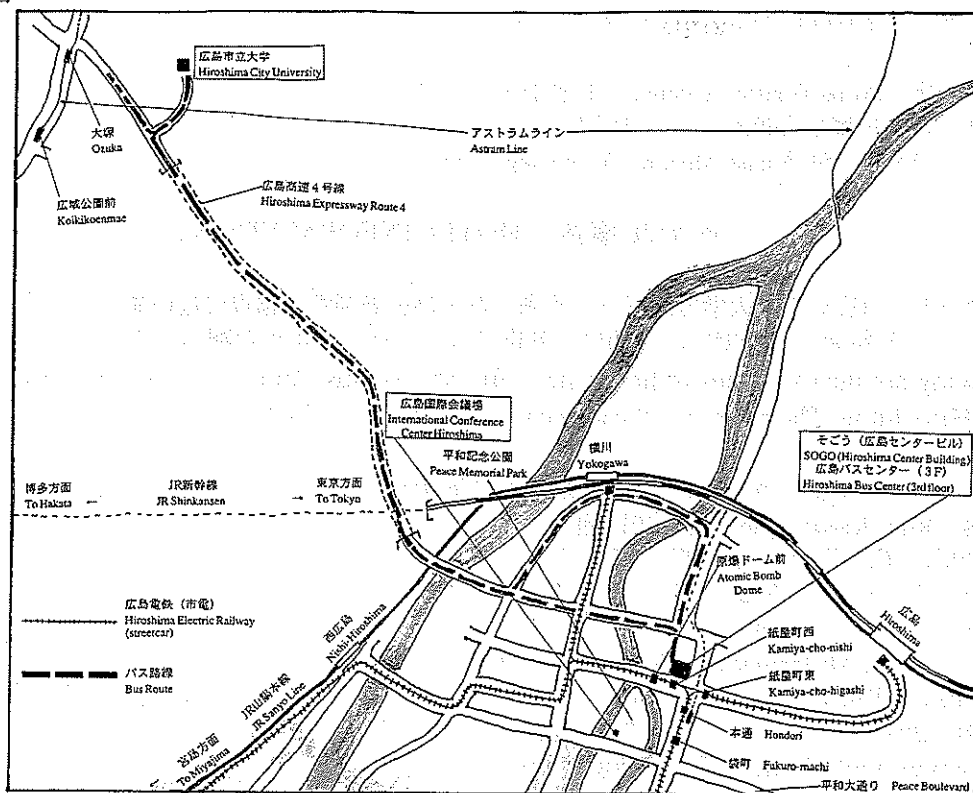 広島市立大学
Hiroshima City University
大塚
Ozuka
アストラムライン
Astram Line
広域公園前
Koikikoenmae
広島高速4号線
Hiroshima Expressway Route 4
広島国際会議場
International Conference
Center Hiroshima
平和記念公園
Peace Memorial Park
横川
Yokogawa
そごう（広島センタービル）
SOGO (Hiroshima Center Building)
広島バスセンター（3F）
Hiroshima Bus Center (3rd floor)
博多方面
To Hakata
JR新幹線
JR Shinkansen
東京方面
To Tokyo
原爆ドーム前
Atomic Bomb
Dome
広島
Hiroshima
広島電鉄（市電）
Hiroshima Electric Railway
(streetcar)
西広島
Nishi-Hiroshima
紙屋町西
Kamiya-cho-nishi
バス路線
Bus Route
JR山陽本線
JR Sanyo Line
紙屋町東
Kamiya-cho-higashi
宮島方面
To Miyajima
本通 Hondori
袋町 Fukuro-machi
平和大通り Peace Boulevard